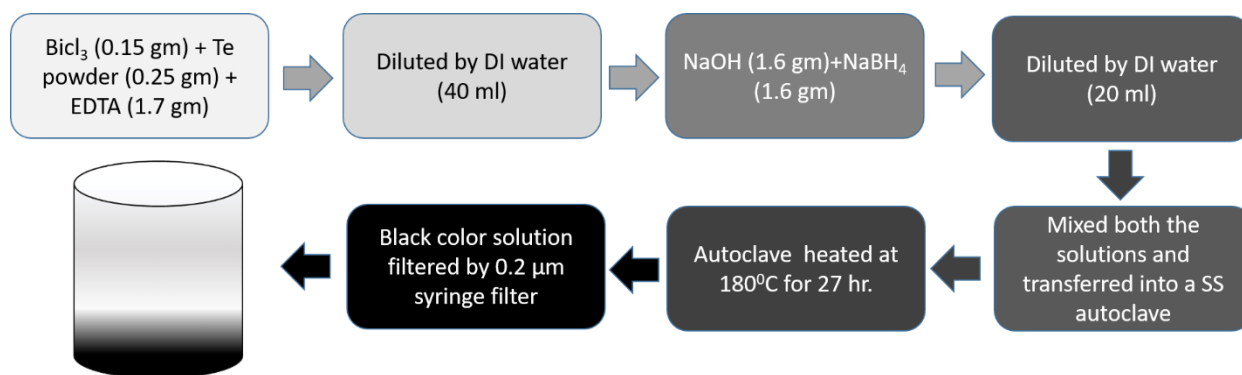 Bicl₃ (0.15 gm) + Te
powder (0.25 gm) +
EDTA (1.7 gm)
Diluted by DI water
(40 ml)
NaOH (1.6 gm)+NaBH₄
(1.6 gm)
Diluted by DI water
(20 ml)
Mixed both the
solutions and
transferred into a SS
autoclave
Autoclave heated at
180⁰C for 27 hr.
Black color solution
filtered by 0.2 µm
syringe filter